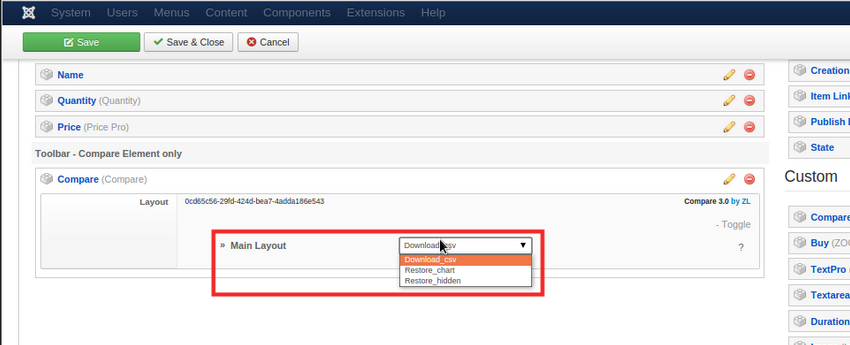 System Users Menus Content Components Extensions Help
Save Save & Close Cancel
Name
Quantity (Quantity)
Price (Price Pro)
Toolbar - Compare Element only
Compare (Compare)
Layout 0cd65c56-29fd-424d-bea7-4adda186e543 Compare 3.0 by ZL
- Toggle
» Main Layout Download_csv ?
Download_csv
Restore_chart
Restore_hidden
Creation
Item Link
Publish
State
Custom
Compare
Buy (ZOO
TextPro
Textarea
Duration